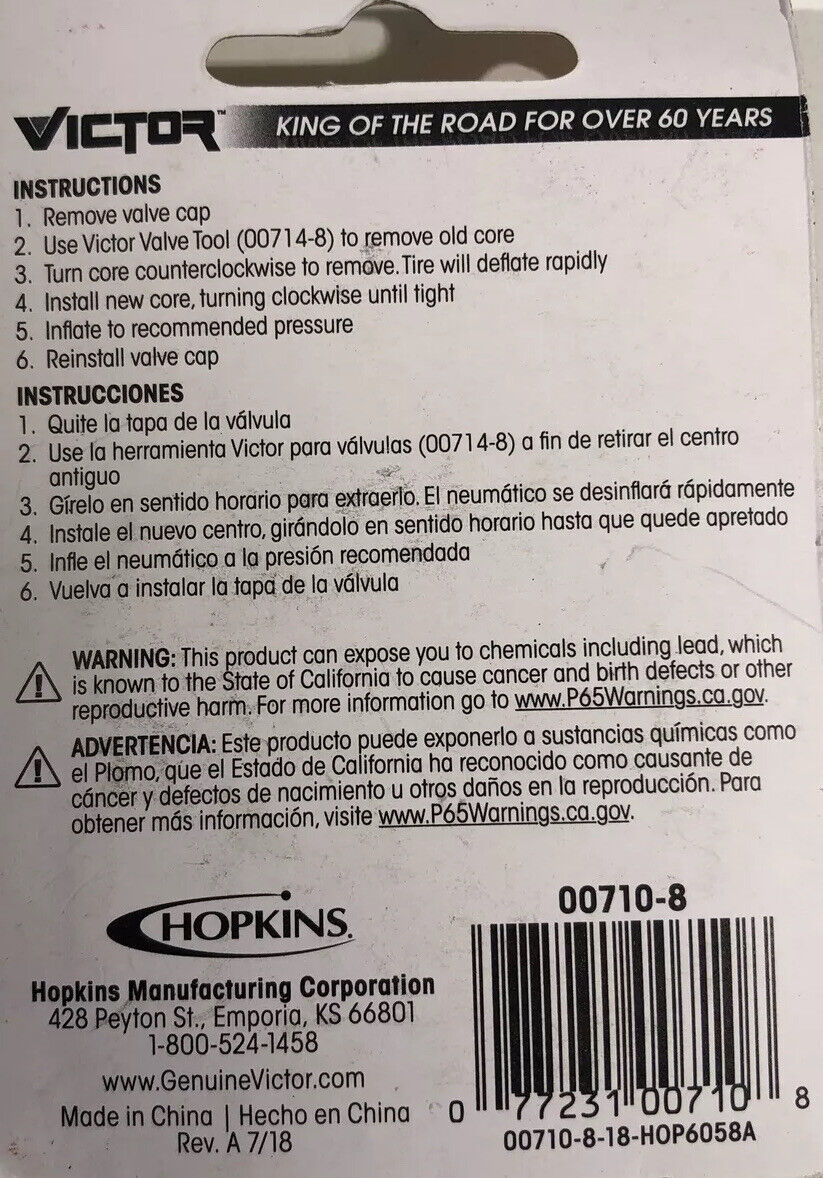 VICTOR™ KING OF THE ROAD FOR OVER 60 YEARS
INSTRUCTIONS
1. Remove valve cap
2. Use Victor Valve Tool (00714-8) to remove old core
3. Turn core counterclockwise to remove. Tire will deflate rapidly
4. Install new core, turning clockwise until tight
5. Inflate to recommended pressure
6. Reinstall valve cap
INSTRUCCIONES
1. Quite la tapa de la válvula
2. Use la herramienta Victor para válvulas (00714-8) a fin de retirar el centro
antiguo
3. Gírelo en sentido horario para extraerlo. El neumático se desinflará rápidamente
4. Instale el nuevo centro, girándolo en sentido horario hasta que quede apretado
5. Infle el neumático a la presión recomendada
6. Vuelva a instalar la tapa de la válvula
WARNING: This product can expose you to chemicals including lead, which
is known to the State of California to cause cancer and birth defects or other
reproductive harm. For more information go to www.P65Warnings.ca.gov.
ADVERTENCIA: Este producto puede exponerlo a sustancias químicas como
el Plomo, que el Estado de California ha reconocido como causante de
cáncer y defectos de nacimiento u otros daños en la reproducción. Para
obtener más información, visite www.P65Warnings.ca.gov.
HOPKINS.
Hopkins Manufacturing Corporation
428 Peyton St., Emporia, KS 66801
1-800-524-1458
www.GenuineVictor.com
Made in China | Hecho en China
Rev. A 7/18
00710-8
0 77231 00710 8
00710-8-18-HOP6058A